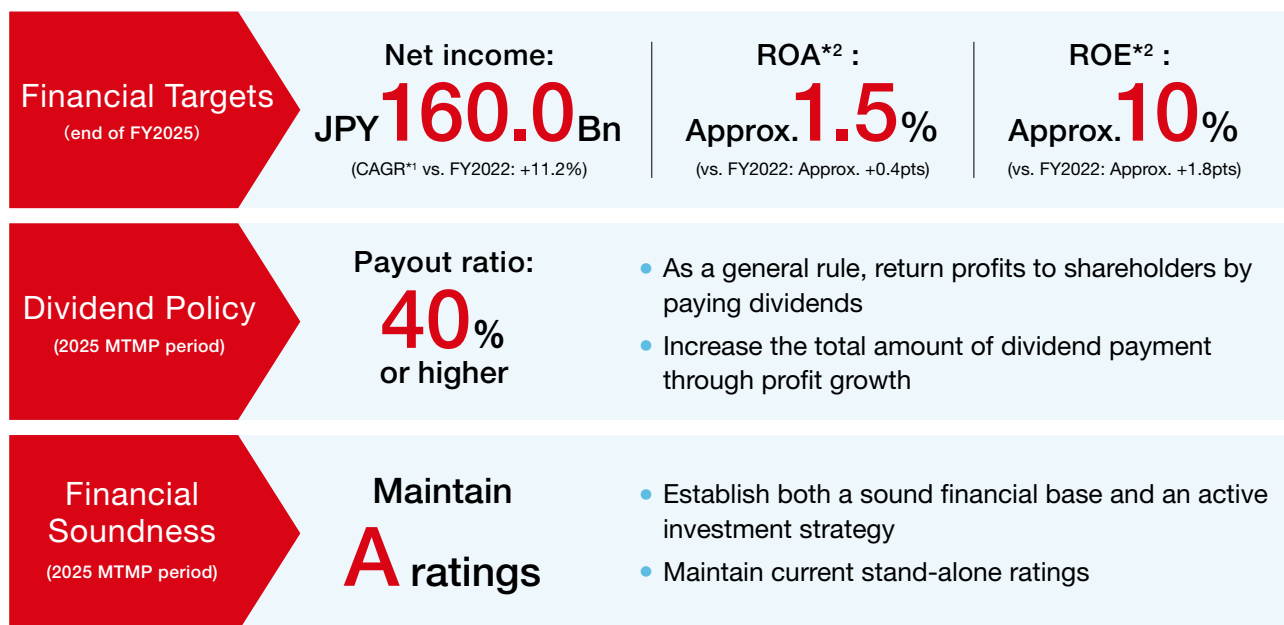 Financial Targets
(end of FY2025)
Net income:
JPY 160.0 Bn
(CAGR*1 vs. FY2022: +11.2%)
ROA*2 :
Approx. 1.5 %
(vs. FY2022: Approx. +0.4pts)
ROE*2 :
Approx. 10 %
(vs. FY2022: Approx. +1.8pts)
Dividend Policy
(2025 MTMP period)
Payout ratio:
40 %
or higher
• As a general rule, return profits to shareholders by
paying dividends
• Increase the total amount of dividend payment
through profit growth
Financial
Soundness
(2025 MTMP period)
Maintain
A ratings
• Establish both a sound financial base and an active
investment strategy
• Maintain current stand-alone ratings